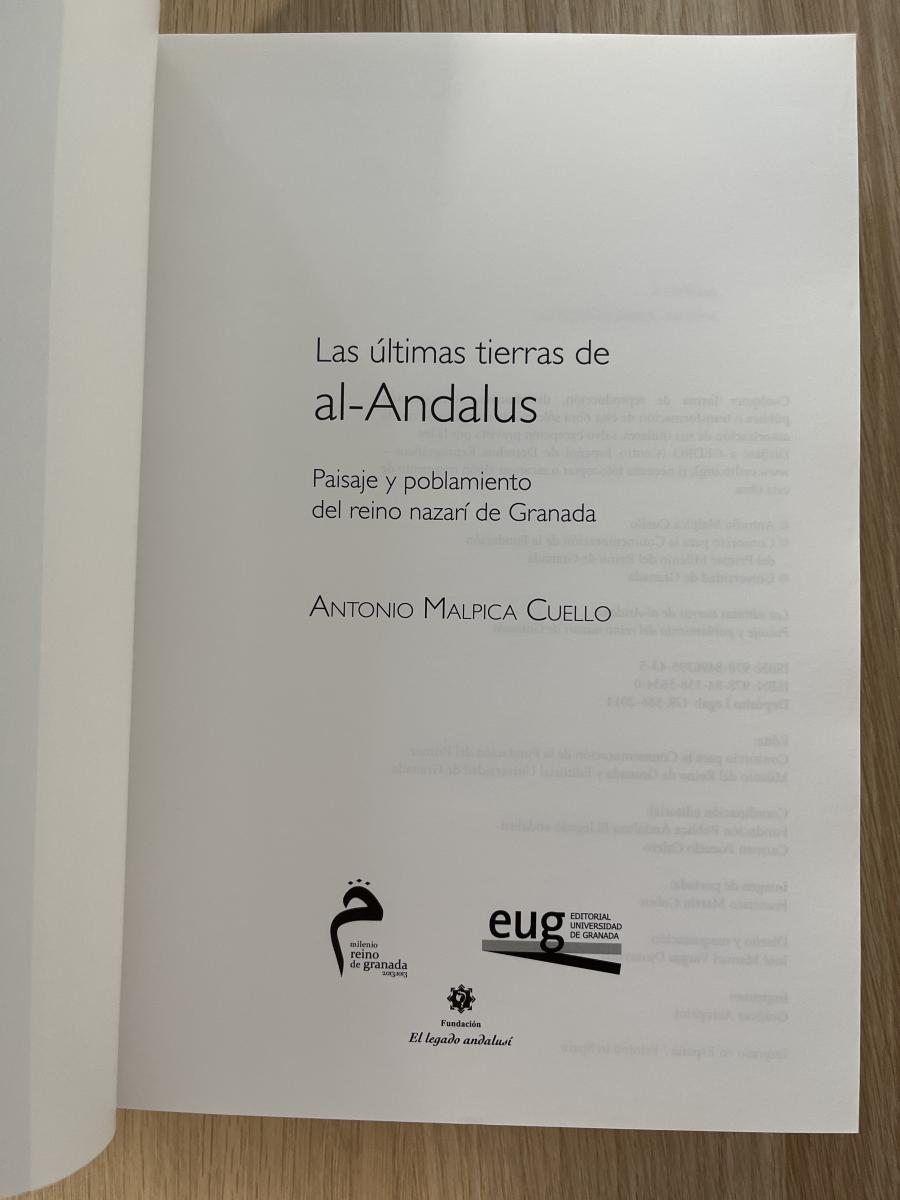 Las últimas tierras de
al-Andalus
Paisaje y poblamiento
del reino nazarí de Granada
ANTONIO MALPICA CUELLO
milenio
reino
de granada
20131013
eug
EDITORIAL
UNIVERSIDAD
DE GRANADA
Fundación
El legado andalusí